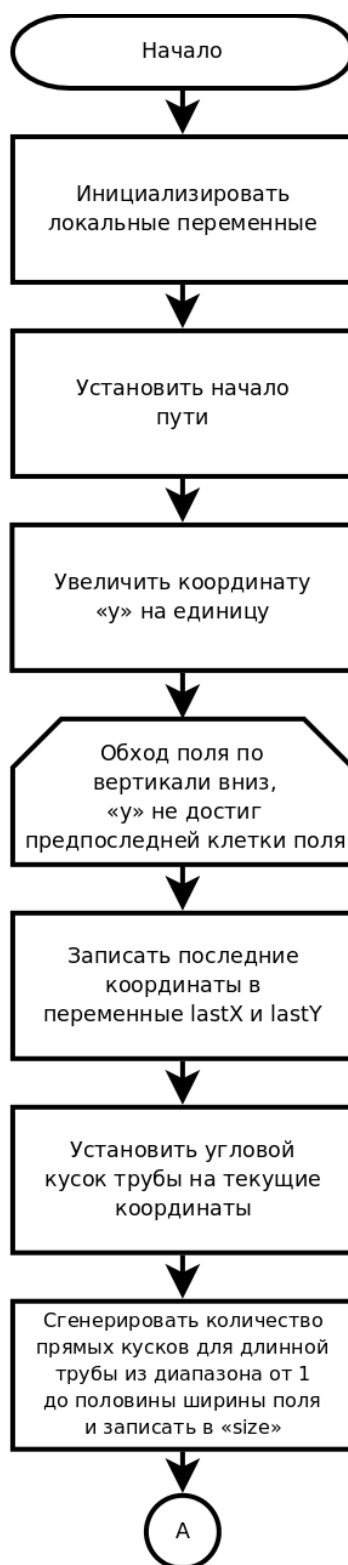 Начало
Инициализировать
локальные переменные
Установить начало
пути
Увеличить координату
«y» на единицу
Обход поля по
вертикали вниз,
«y» не достиг
предпоследней клетки поля
Записать последние
координаты в
переменные lastX и lastY
Установить угловой
кусок трубы на текущие
координаты
Сгенерировать количество
прямых кусков для длинной
трубы из диапазона от 1
до половины ширины поля
и записать в «size»
A